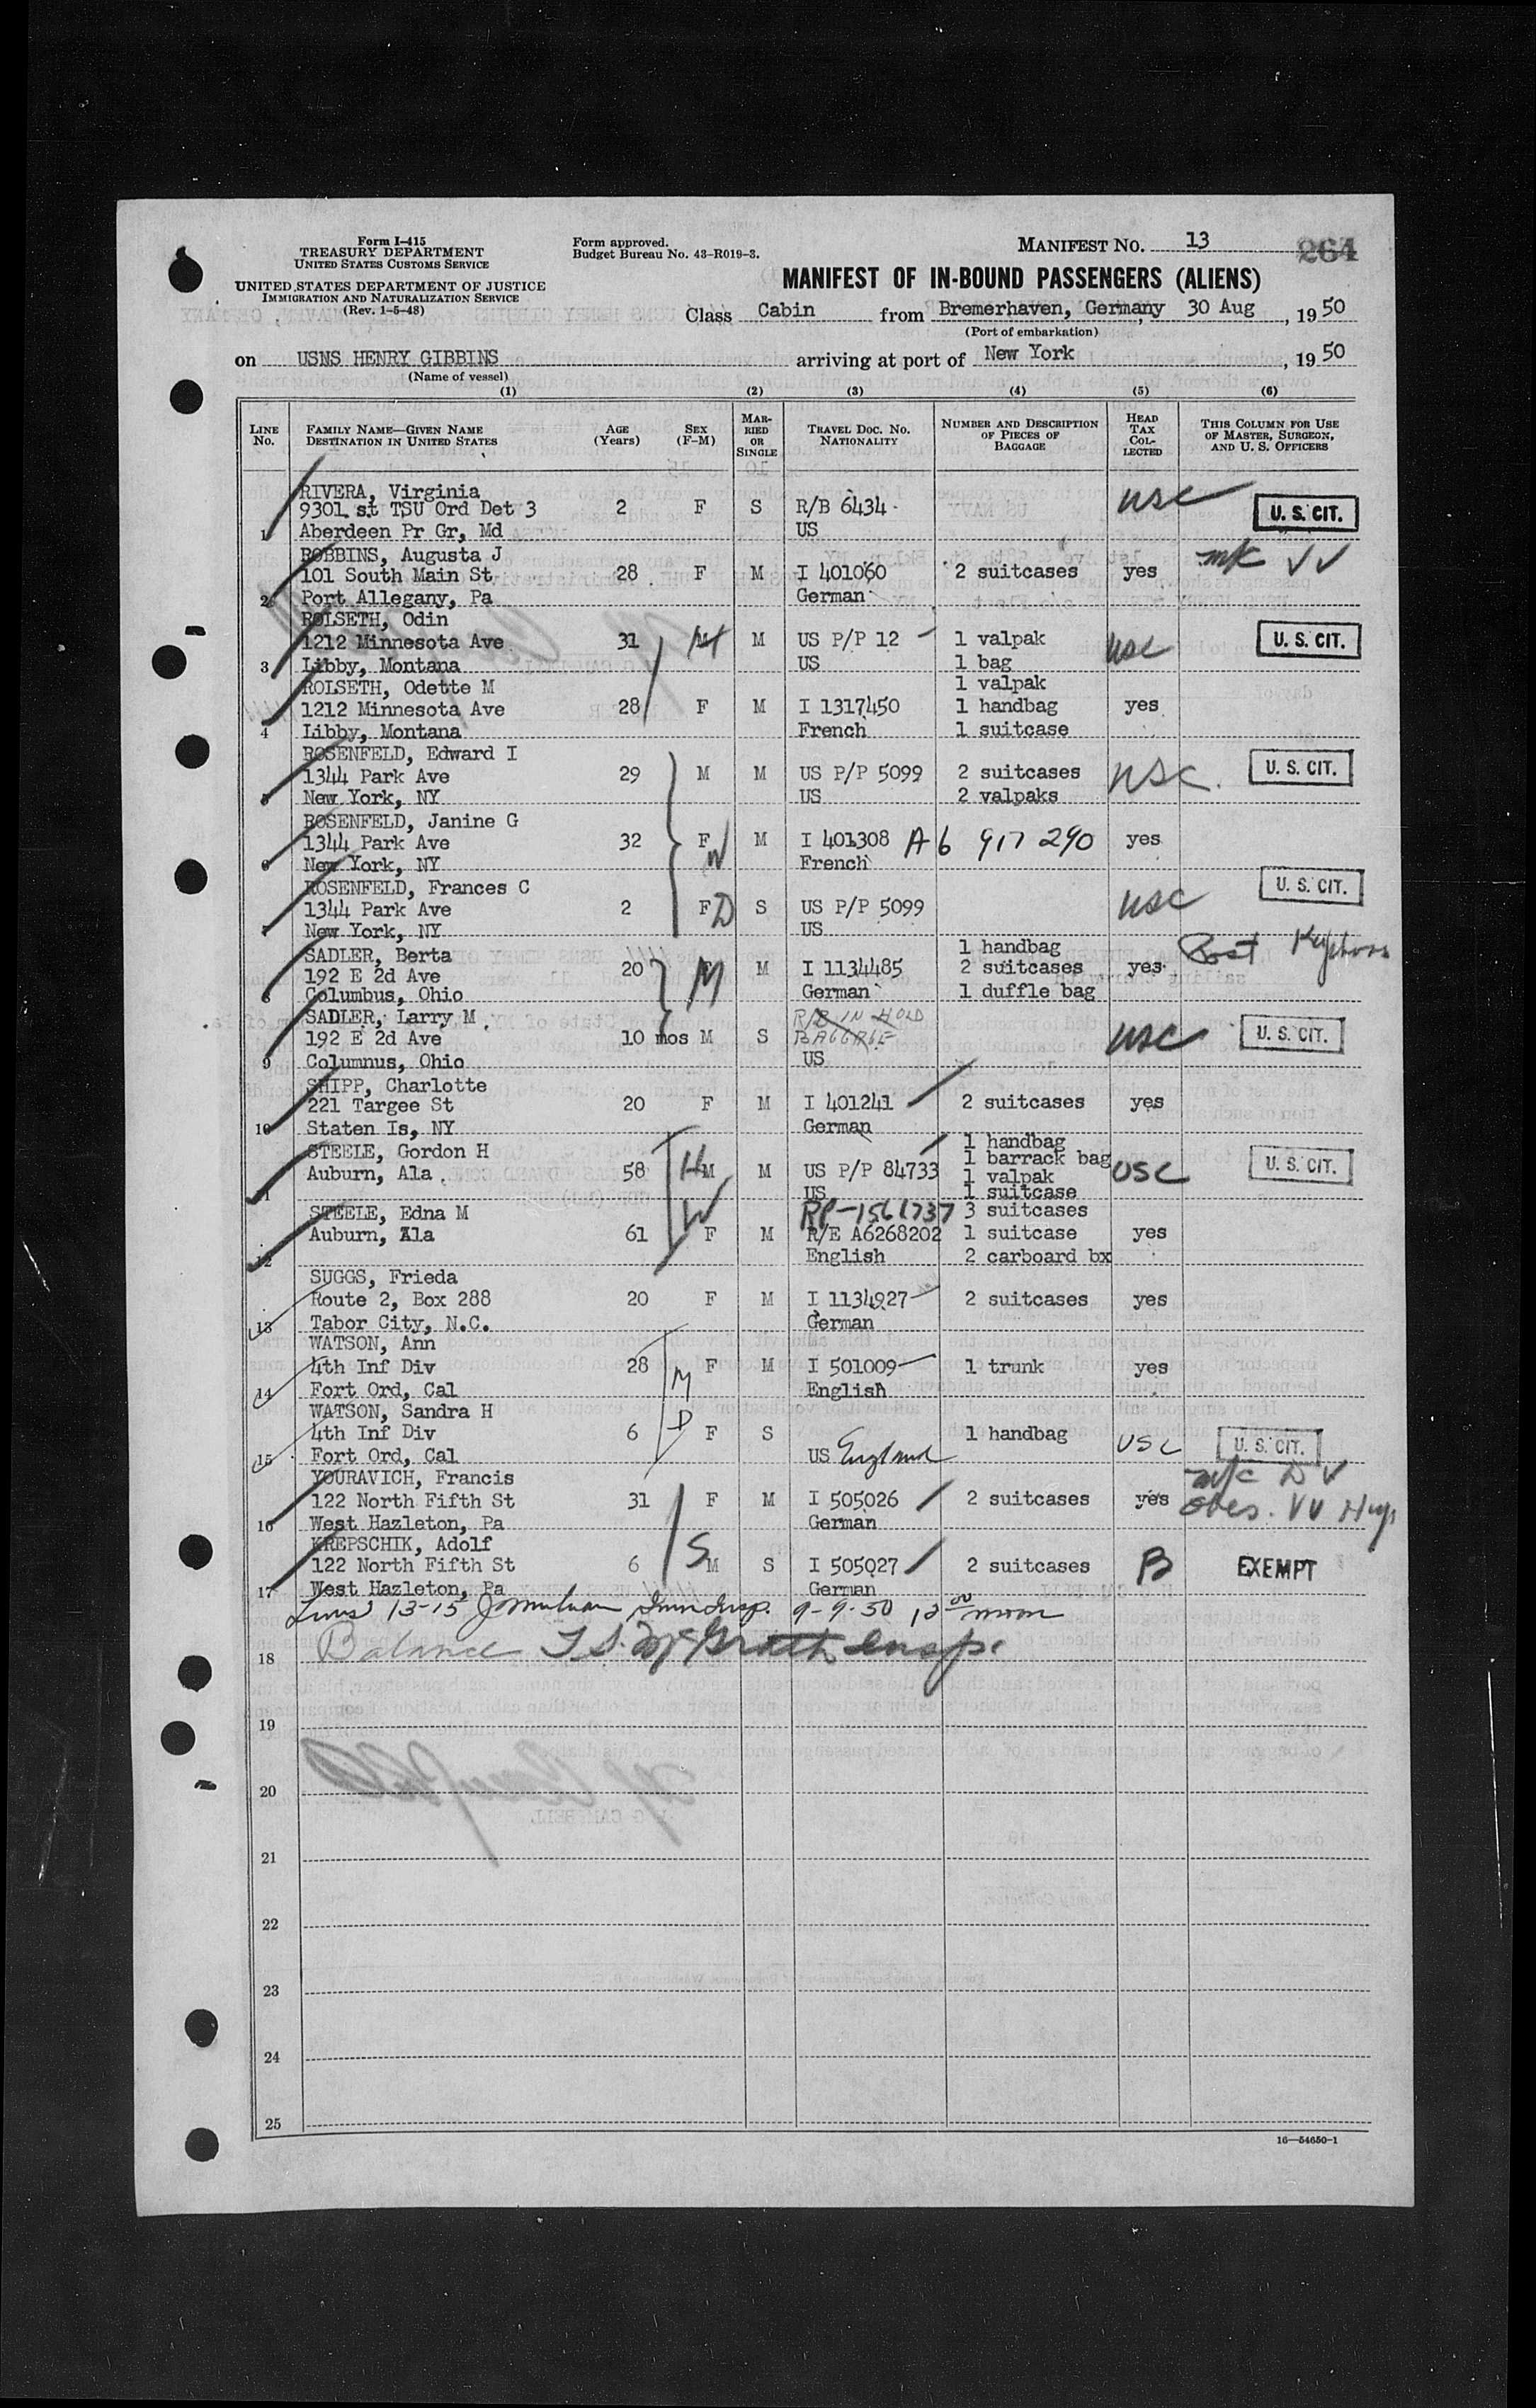 Form I-415
TREASURY DEPARTMENT
UNITED STATES CUSTOMS SERVICE
UNITED STATES DEPARTMENT OF JUSTICE
IMMIGRATION AND NATURALIZATION SERVICE
(Rev. 1-5-48)
Form approved.
Budget Bureau No. 43-R019-3.
MANIFEST NO. 13
264
MANIFEST OF IN-BOUND PASSENGERS (ALIENS)
Class Cabin from Bremerhaven, Germany, 30 Aug, 1950
(Port of embarkation)
on USNS HENRY GIBBINS arriving at port of New York, 1950
(Name of vessel)
(1) (2) (3) (4) (5) (6)
LINE No. FAMILY NAME—GIVEN NAME DESTINATION IN UNITED STATES AGE (Years) SEX (F-M) MARRIED OR SINGLE TRAVEL DOC. NO. NATIONALITY NUMBER AND DESCRIPTION OF PIECES OF BAGGAGE HEAD TAX COLLECTED THIS COLUMN FOR USE OF MASTER, SURGEON, AND U. S. OFFICERS
RIVERA, Virginia
9301 st TSU Ord Det 3 2 F S R/B 6434 USC U. S. CIT.
1 Aberdeen Pr Gr, Md US
ROBBINS, Augusta J
101 South Main St 28 F M I 401060 2 suitcases yes
2 Port Allegany, Pa German
ROLSETH, Odin
1212 Minnesota Ave 31 M M US P/P 12 1 valpak USC U. S. CIT.
3 Libby, Montana US 1 bag
ROLSETH, Odette M 1 valpak
1212 Minnesota Ave 28 F M I 1317450 1 handbag yes
4 Libby, Montana French 1 suitcase
ROSENFELD, Edward I
1344 Park Ave 29 M M US P/P 5099 2 suitcases USC U. S. CIT.
5 New York, NY US 2 valpaks
ROSENFELD, Janine G
1344 Park Ave 32 F W M I 401308 A6 917 290 yes
6 New York, NY French
ROSENFELD, Frances C
1344 Park Ave 2 F D S US P/P 5099 USC U. S. CIT.
7 New York, NY US
SADLER, Berta 1 handbag
192 E 2d Ave 20 M M I 1134485 2 suitcases yes
8 Columbus, Ohio German 1 duffle bag
SADLER, Larry M R/B IN HOLD
192 E 2d Ave 10 mos M S BAGGAGE USC U. S. CIT.
9 Columnus, Ohio US
SHIPP, Charlotte
221 Targee St 20 F M I 401241 2 suitcases yes
10 Staten Is, NY German
STEELE, Gordon H 1 handbag
1 barrack bag
Auburn, Ala 58 H M M US P/P 84733 1 valpak USC U. S. CIT.
11 US 1 suitcase
STEELE, Edna M RP-1561737 3 suitcases
Auburn, Ala 61 W F M R/E A6268202 1 suitcase yes
12 English 2 carboard bx
SUGGS, Frieda
Route 2, Box 288 20 F M I 1134927 2 suitcases yes
13 Tabor City, N.C. German
WATSON, Ann
4th Inf Div 28 M F M I 501009 1 trunk yes
14 Fort Ord, Cal English
WATSON, Sandra H
4th Inf Div 6 D F S 1 handbag USC U. S. CIT.
15 Fort Ord, Cal US England
YOURAVICH, Francis
122 North Fifth St 31 F M I 505026 2 suitcases yes
16 West Hazleton, Pa German
KREPSCHIK, Adolf
122 North Fifth St 6 S M S I 505027 2 suitcases B EXEMPT
17 West Hazleton, Pa German
Lines 13-15 9-9-50 12 00 noon
18 Balance T.S. McGrath Insp.
19
20
21
22
23
24
25
16—54650-1